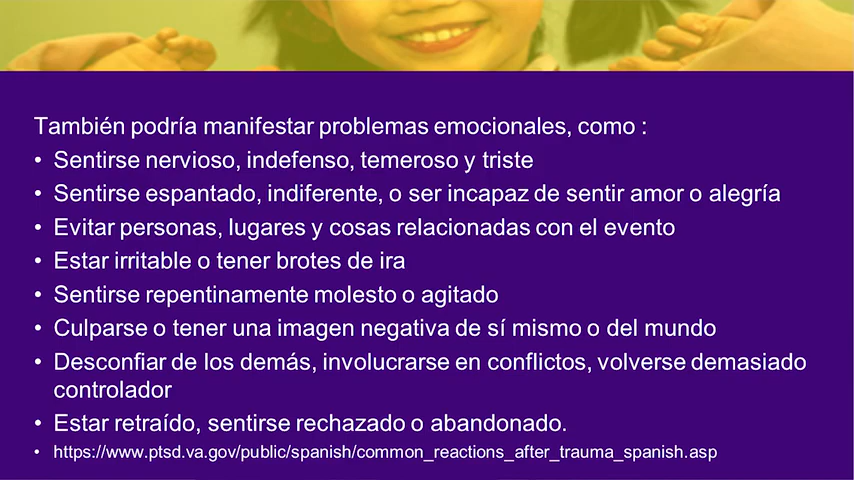 También podría manifestar problemas emocionales, como :
• Sentirse nervioso, indefenso, temeroso y triste
• Sentirse espantado, indiferente, o ser incapaz de sentir amor o alegría
• Evitar personas, lugares y cosas relacionadas con el evento
• Estar irritable o tener brotes de ira
• Sentirse repentinamente molesto o agitado
• Culparse o tener una imagen negativa de sí mismo o del mundo
• Desconfiar de los demás, involucrarse en conflictos, volverse demasiado
controlador
• Estar retraído, sentirse rechazado o abandonado.
• https://www.ptsd.va.gov/public/spanish/common_reactions_after_trauma_spanish.asp